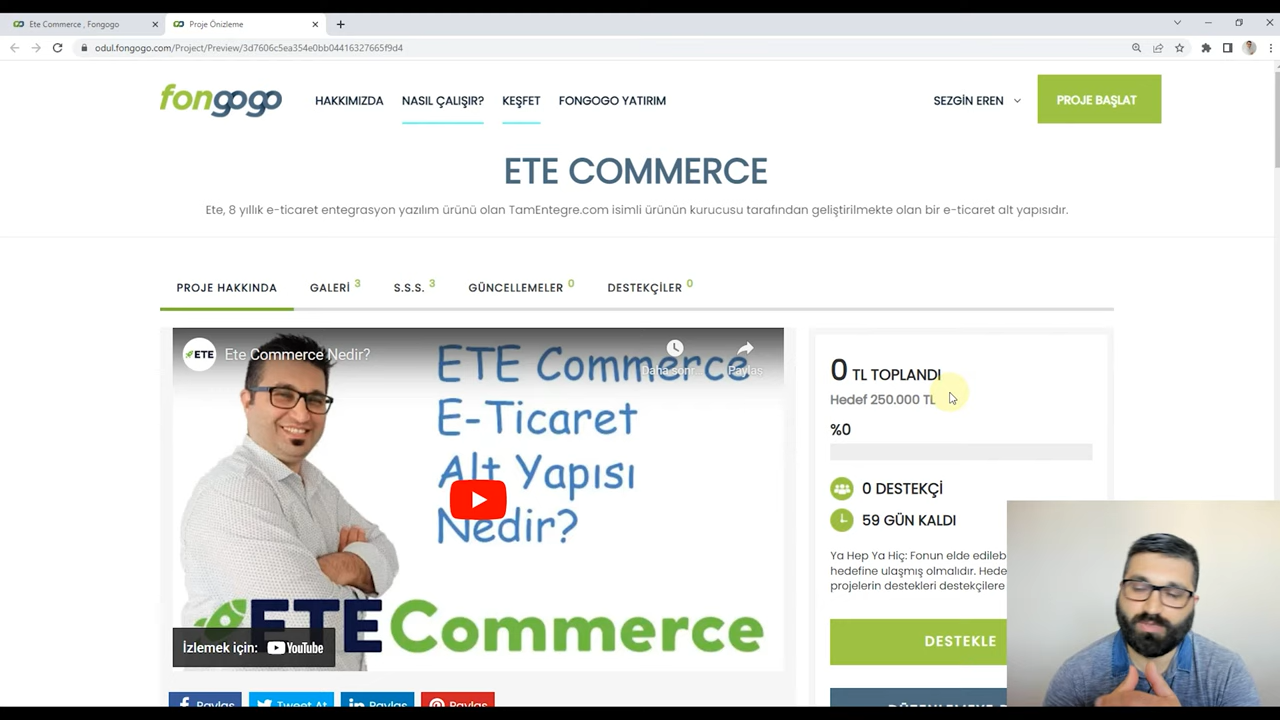 Ete Commerce , Fongogo
Proje Önizleme
odul.fongogo.com/Project/Preview/3d7606c5ea354e0bb04416327665f9d4
fongogo
HAKKIMIZDA
NASIL ÇALIŞIR?
KEŞFET
FONGOGO YATIRIM
SEZGİN EREN
PROJE BAŞLAT
ETE COMMERCE
Ete, 8 yıllık e-ticaret entegrasyon yazılım ürünü olan TamEntegre.com isimli ürünün kurucusu tarafından geliştirilmekte olan bir e-ticaret alt yapısıdır.
PROJE HAKKINDA
GALERİ 3
S.S.S. 3
GÜNCELLEMELER 0
DESTEKÇİLER 0
ETE
Ete Commerce Nedir?
Daha sonr
Paylaş
ETE Commerce
E-Ticaret
Alt Yapısı
Nedir?
ETECommerce
İzlemek için: YouTube
Paylaş
Tweet At
Paylaş
Paylaş
0 TL TOPLANDI
Hedef 250.000 TL
%0
0 DESTEKÇİ
59 GÜN KALDI
Ya Hep Ya Hiç: Fonun elde edileb
hedefine ulaşmış olmalıdır. Hede
projelerin destekleri destekçilere
DESTEKLE